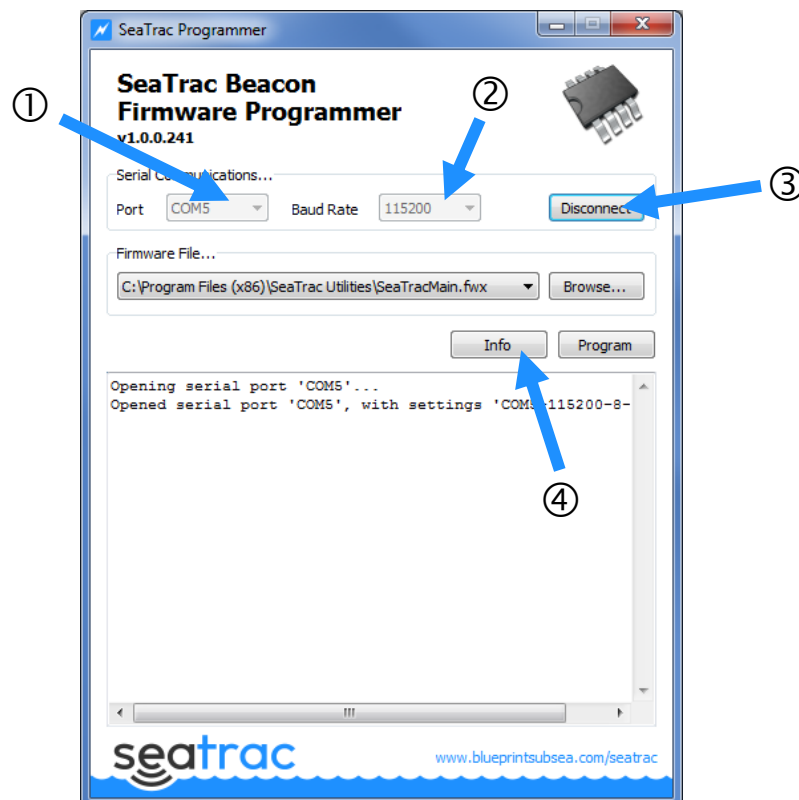 SeaTrac Programmer
SeaTrac Beacon
Firmware Programmer
v1.0.0.241
① ② ③
Serial Communications...
Port COM5 Baud Rate 115200 Disconnect
Firmware File...
C:\Program Files (x86)\SeaTrac Utilities\SeaTracMain.fwx Browse...
Info Program
Opening serial port 'COM5'...
Opened serial port 'COM5', with settings 'COM5-115200-8-
④
seatrac
www.blueprintsubsea.com/seatrac